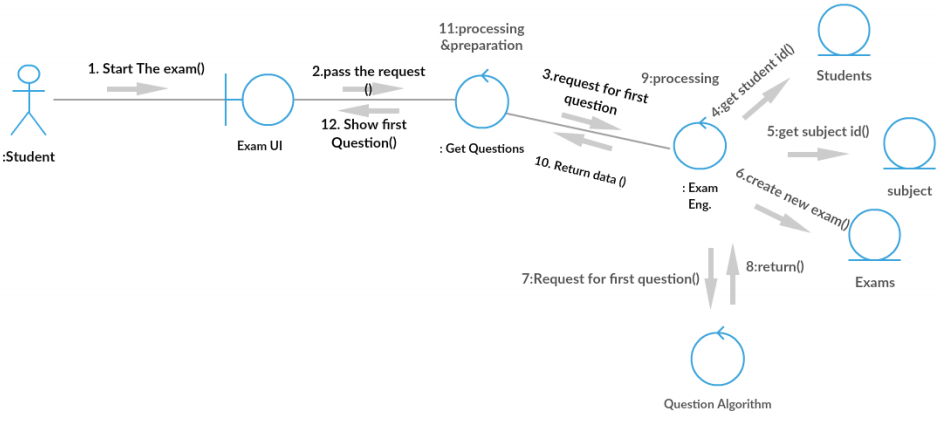 11:processing
&preparation
1. Start The exam()
2.pass the request
()
3.request for first
question
9:processing
4:get student id()
Students
12. Show first
Question()
5:get subject id()
:Student
Exam UI
: Get Questions
10. Return data ()
: Exam
Eng.
6.create new exam()
subject
7:Request for first question()
8:return()
Exams
Question Algorithm